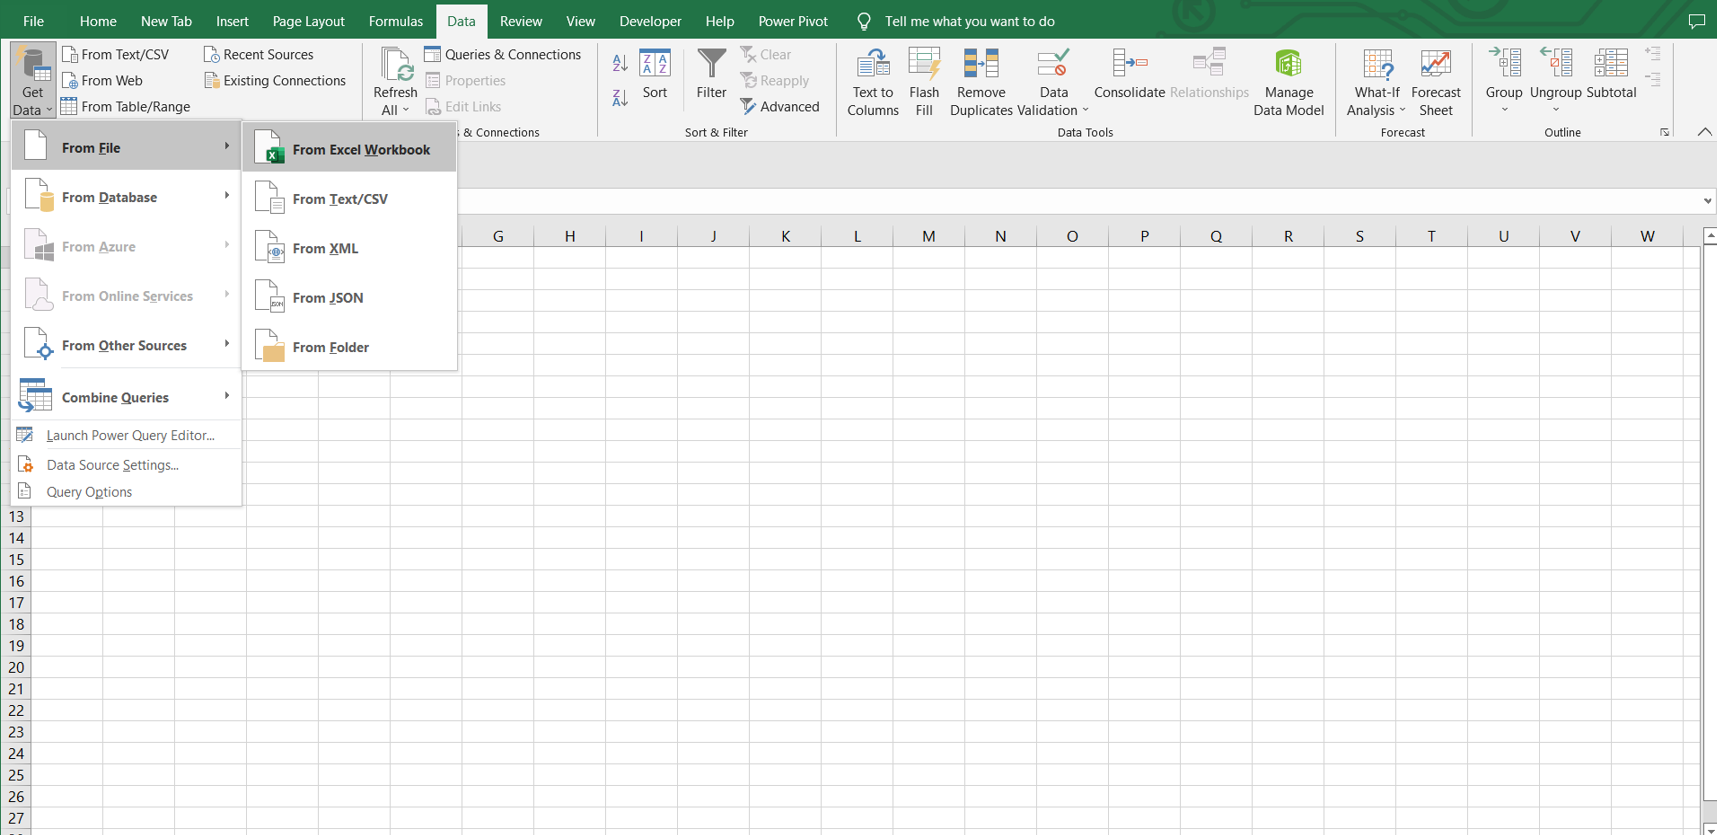 File Home New Tab Insert Page Layout Formulas Data Review View Developer Help Power Pivot Tell me what you want to do
Get Data
From Text/CSV
From Web
From Table/Range
Recent Sources
Existing Connections
Refresh All
Queries & Connections
Properties
Edit Links
s & Connections
A Z
Z A
Z A A Z
Sort
Filter
Clear
Reapply
Advanced
Sort & Filter
Text to Columns
Flash Fill
Remove Duplicates
Data Validation
Consolidate
Relationships
Manage Data Model
Data Tools
What-If Analysis
Forecast Sheet
Forecast
Group
Ungroup
Subtotal
Outline
From File
From Database
From Azure
From Online Services
From Other Sources
Combine Queries
Launch Power Query Editor...
Data Source Settings...
Query Options
From Excel Workbook
From Text/CSV
From XML
JSON
From JSON
From Folder
G H I J K L M N O P Q R S T U V W
13
14
15
16
17
18
19
20
21
22
23
24
25
26
27